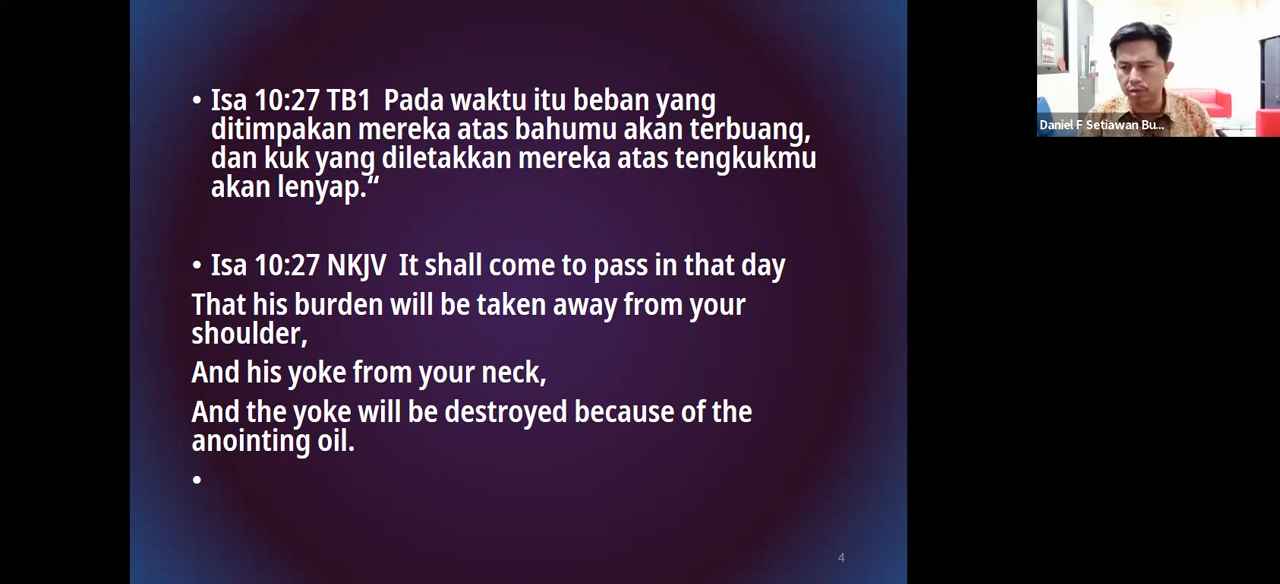 • Isa 10:27 TB1  Pada waktu itu beban yang
ditimpakan mereka atas bahumu akan terbuang,
dan kuk yang diletakkan mereka atas tengkukmu
akan lenyap.“
• Isa 10:27 NKJV  It shall come to pass in that day
That his burden will be taken away from your
shoulder,
And his yoke from your neck,
And the yoke will be destroyed because of the
anointing oil.
•
4
Daniel F Setiawan Bu...